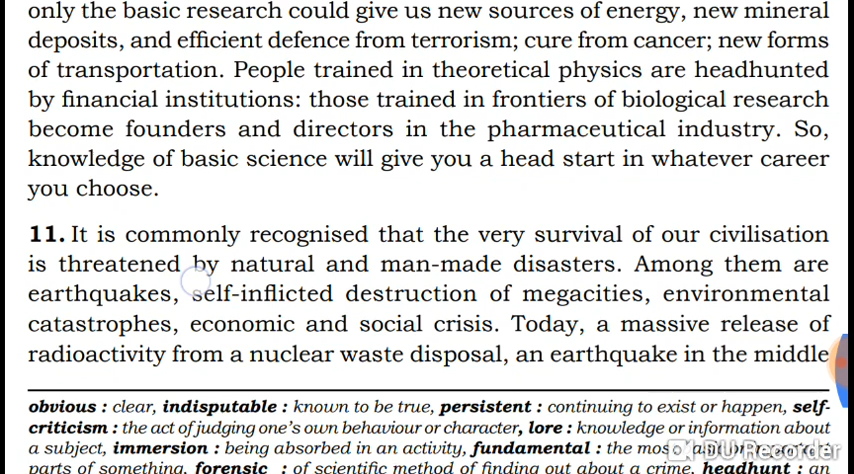 only the basic research could give us new sources of energy, new mineral
deposits, and efficient defence from terrorism; cure from cancer; new forms
of transportation. People trained in theoretical physics are headhunted
by financial institutions: those trained in frontiers of biological research
become founders and directors in the pharmaceutical industry. So,
knowledge of basic science will give you a head start in whatever career
you choose.
11. It is commonly recognised that the very survival of our civilisation
is threatened by natural and man-made disasters. Among them are
earthquakes, self-inflicted destruction of megacities, environmental
catastrophes, economic and social crisis. Today, a massive release of
radioactivity from a nuclear waste disposal, an earthquake in the middle
obvious : clear, indisputable : known to be true, persistent : continuing to exist or happen, self-
criticism : the act of judging one's own behaviour or character, lore : knowledge or information about
a subject, immersion : being absorbed in an activity, fundamental : the most
parts of something, forensic : of scientific method of finding out about a crime, headhunt : an
DU Recorder